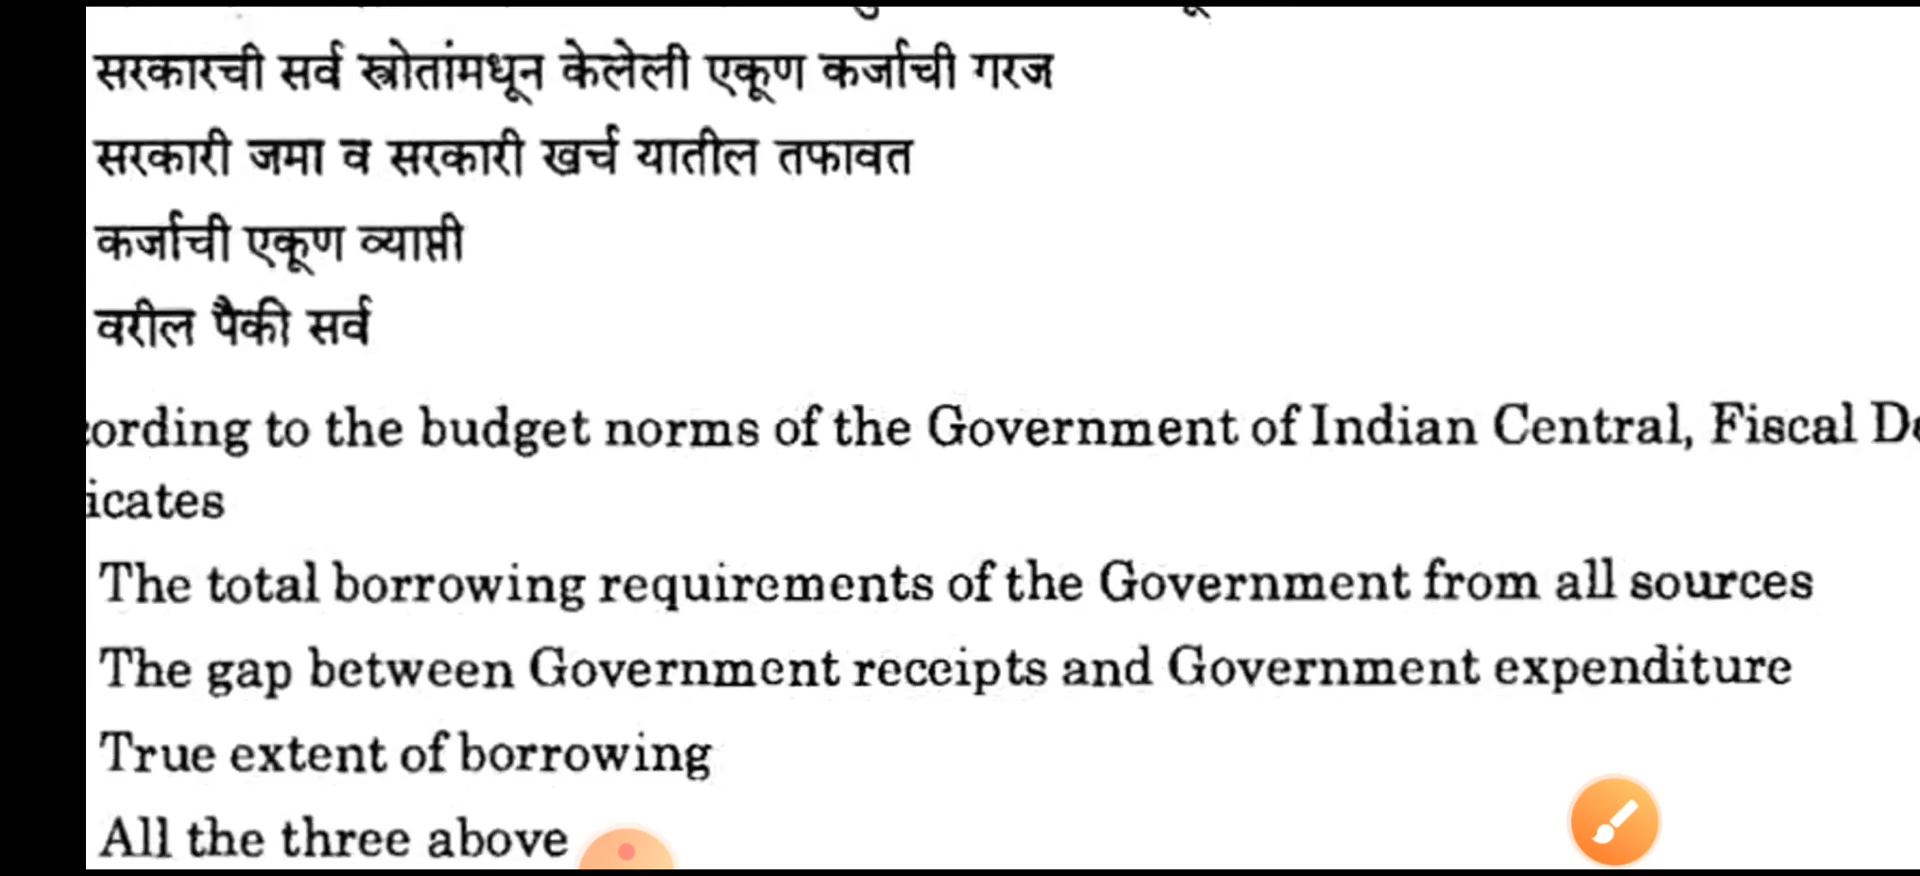 सरकारची सर्व स्त्रोतांमधून केलेली एकूण कर्जाची गरज
सरकारी जमा व सरकारी खर्च यातील तफावत
कर्जाची एकूण व्याप्ती
वरील पैकी सर्व
cording to the budget norms of the Government of Indian Central, Fiscal De
icates
The total borrowing requirements of the Government from all sources
The gap between Government receipts and Government expenditure
True extent of borrowing
All the three above